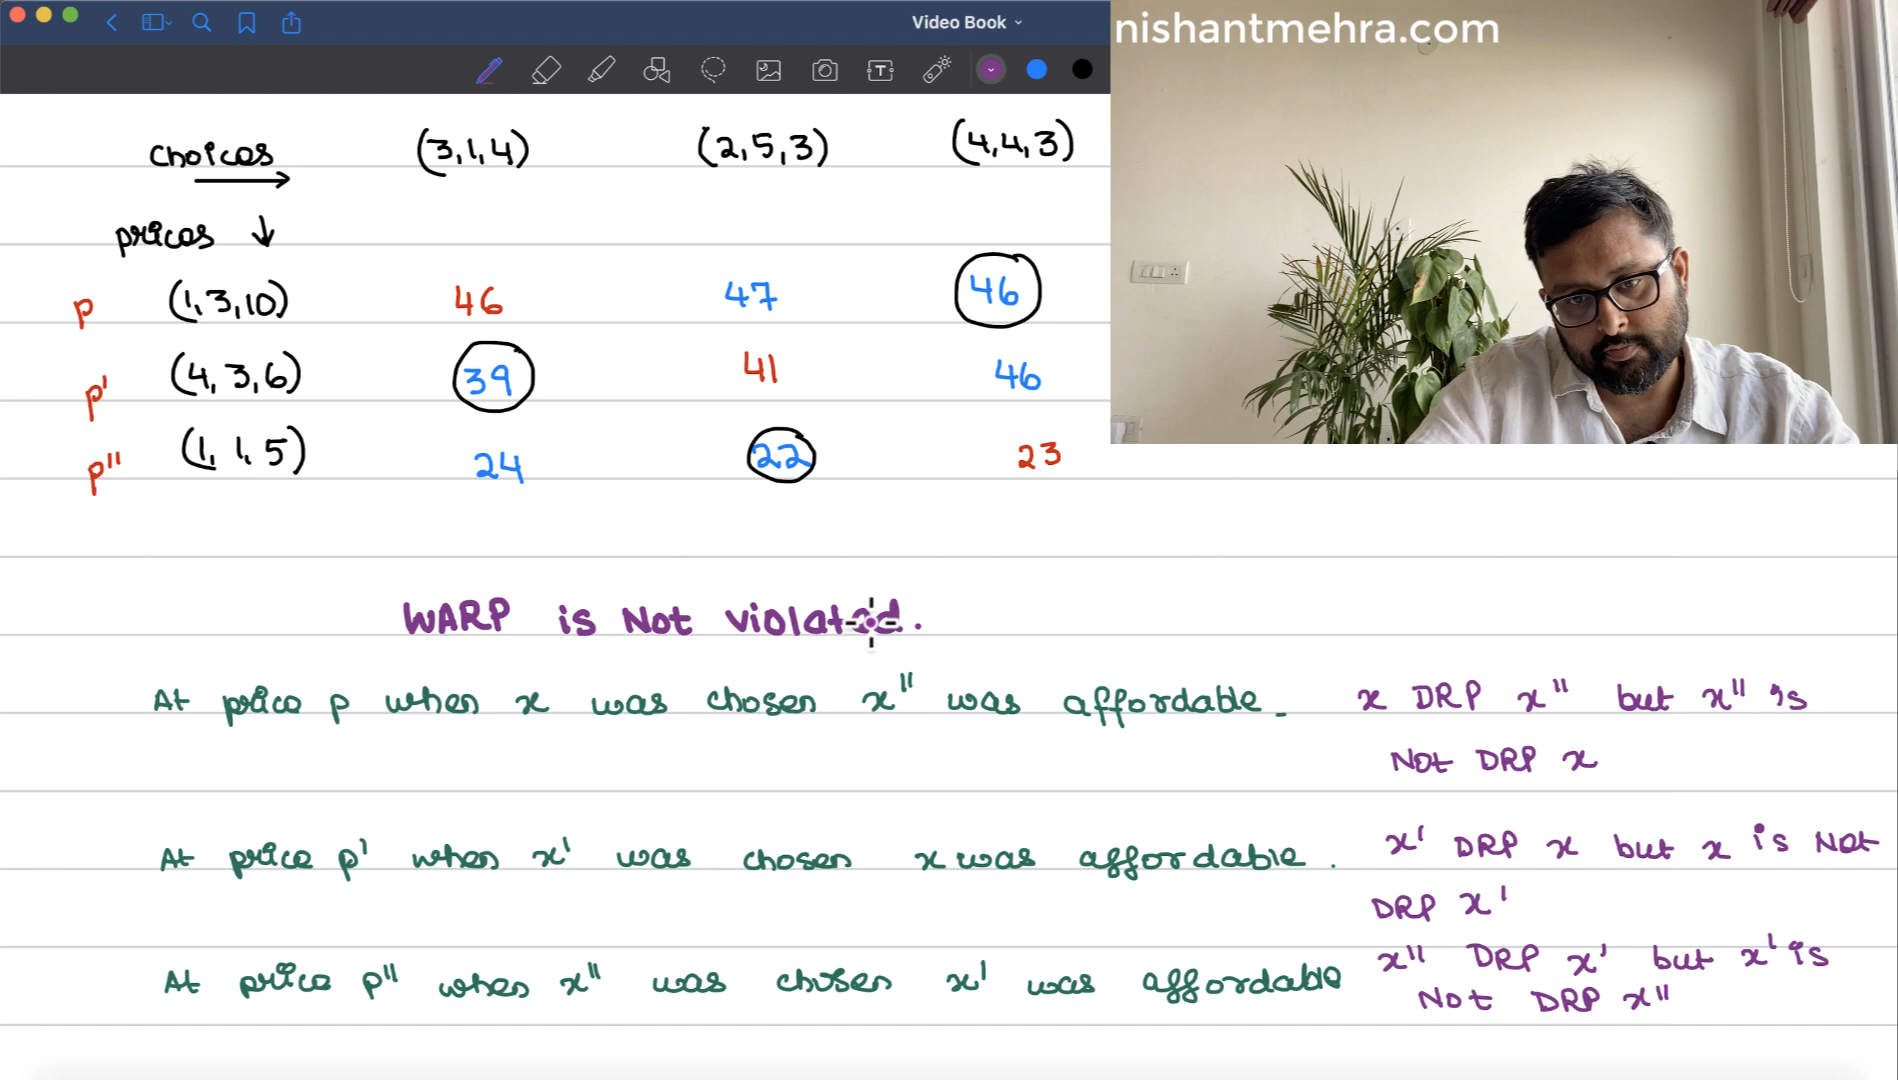 Video Book
nishantmehra.com
T
choices (3,1,4) (2,5,3) (4,4,3)
prices ↓
p (1,3,10) 46 47 46
p' (4,3,6) 39 41 46
p'' (1,1,5) 24 22 23
WARP is Not violated.
At price p when x was chosen x'' was affordable. x DRP x'' but x'' is
Not DRP x
At price p' when x' was chosen x was affordable. x' DRP x but x is Not
DRP x'
At price p'' when x'' was chosen x' was affordable x'' DRP x' but x' is
Not DRP x''